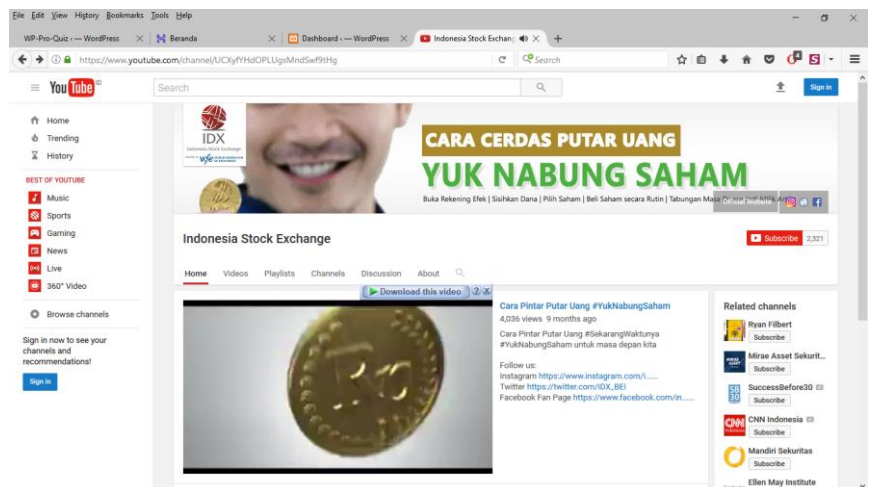 File Edit View History Bookmarks Tools Help
WP-Pro-Quiz ‹ — WordPress
Beranda
Dashboard ‹ — WordPress
Indonesia Stock Exchang
https://www.youtube.com/channel/UCXyfYHdOPLUgxMndSwf9tHg
Search
YouTube ID
Search
Sign in
Home
Trending
History
BEST OF YOUTUBE
Music
Sports
Gaming
News
Live
360° Video
Browse channels
Sign in now to see your
channels and
recommendations!
Sign in
IDX
Indonesia Stock Exchange
wfe
CARA CERDAS PUTAR UANG
YUK NABUNG SAHAM
Buka Rekening Efek | Sisihkan Dana | Pilih Saham | Beli Saham secara Rutin | Tabungan
Official Website
Indonesia Stock Exchange
Subscribe 2,321
Home Videos Playlists Channels Discussion About
Download this video ? X
Cara Pintar Putar Uang #YukNabungSaham
4,036 views 9 months ago
Cara Pintar Putar Uang #SekarangWaktunya
#YukNabungSaham untuk masa depan kita
Follow us:
Instagram https://www.instagram.com/i......
Twitter https://twitter.com/IDX_BEI
Facebook Fan Page https://www.facebook.com/in......
Related channels
Ryan Filbert
Subscribe
Mirae Asset Sekurit...
Subscribe
SB
30
SuccessBefore30
Subscribe
CNN
CNN Indonesia
Subscribe
Mandiri Sekuritas
Subscribe
Ellen May Institute